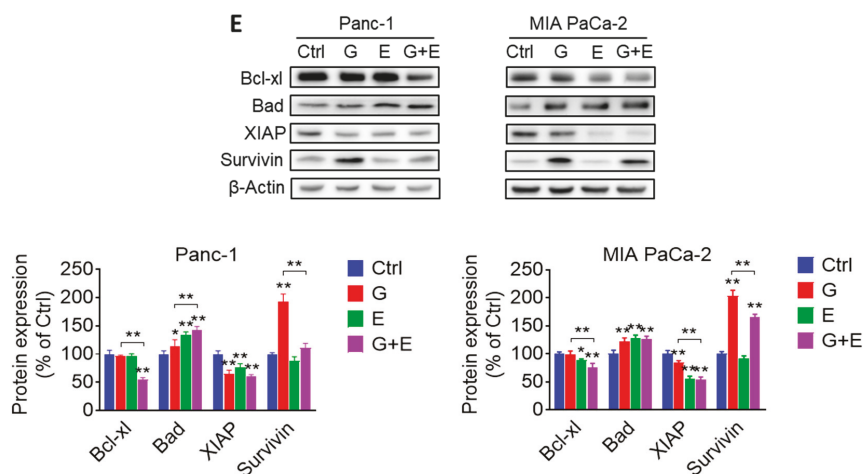 E
Panc-1
Ctrl G E G+E
Bcl-xl
Bad
XIAP
Survivin
β-Actin
MIA PaCa-2
Ctrl G E G+E
Panc-1
Protein expression
(% of Ctrl)
250
200
150
100
50
0
**
**
**
*
**
**
**
**
**
**
**
Bcl-xl
Bad
XIAP
Survivin
Ctrl
G
E
G+E
MIA PaCa-2
Protein expression
(% of Ctrl)
250
200
150
100
50
0
**
*
**
**
**
**
**
**
**
**
**
**
**
Bcl-xl
Bad
XIAP
Survivin
Ctrl
G
E
G+E